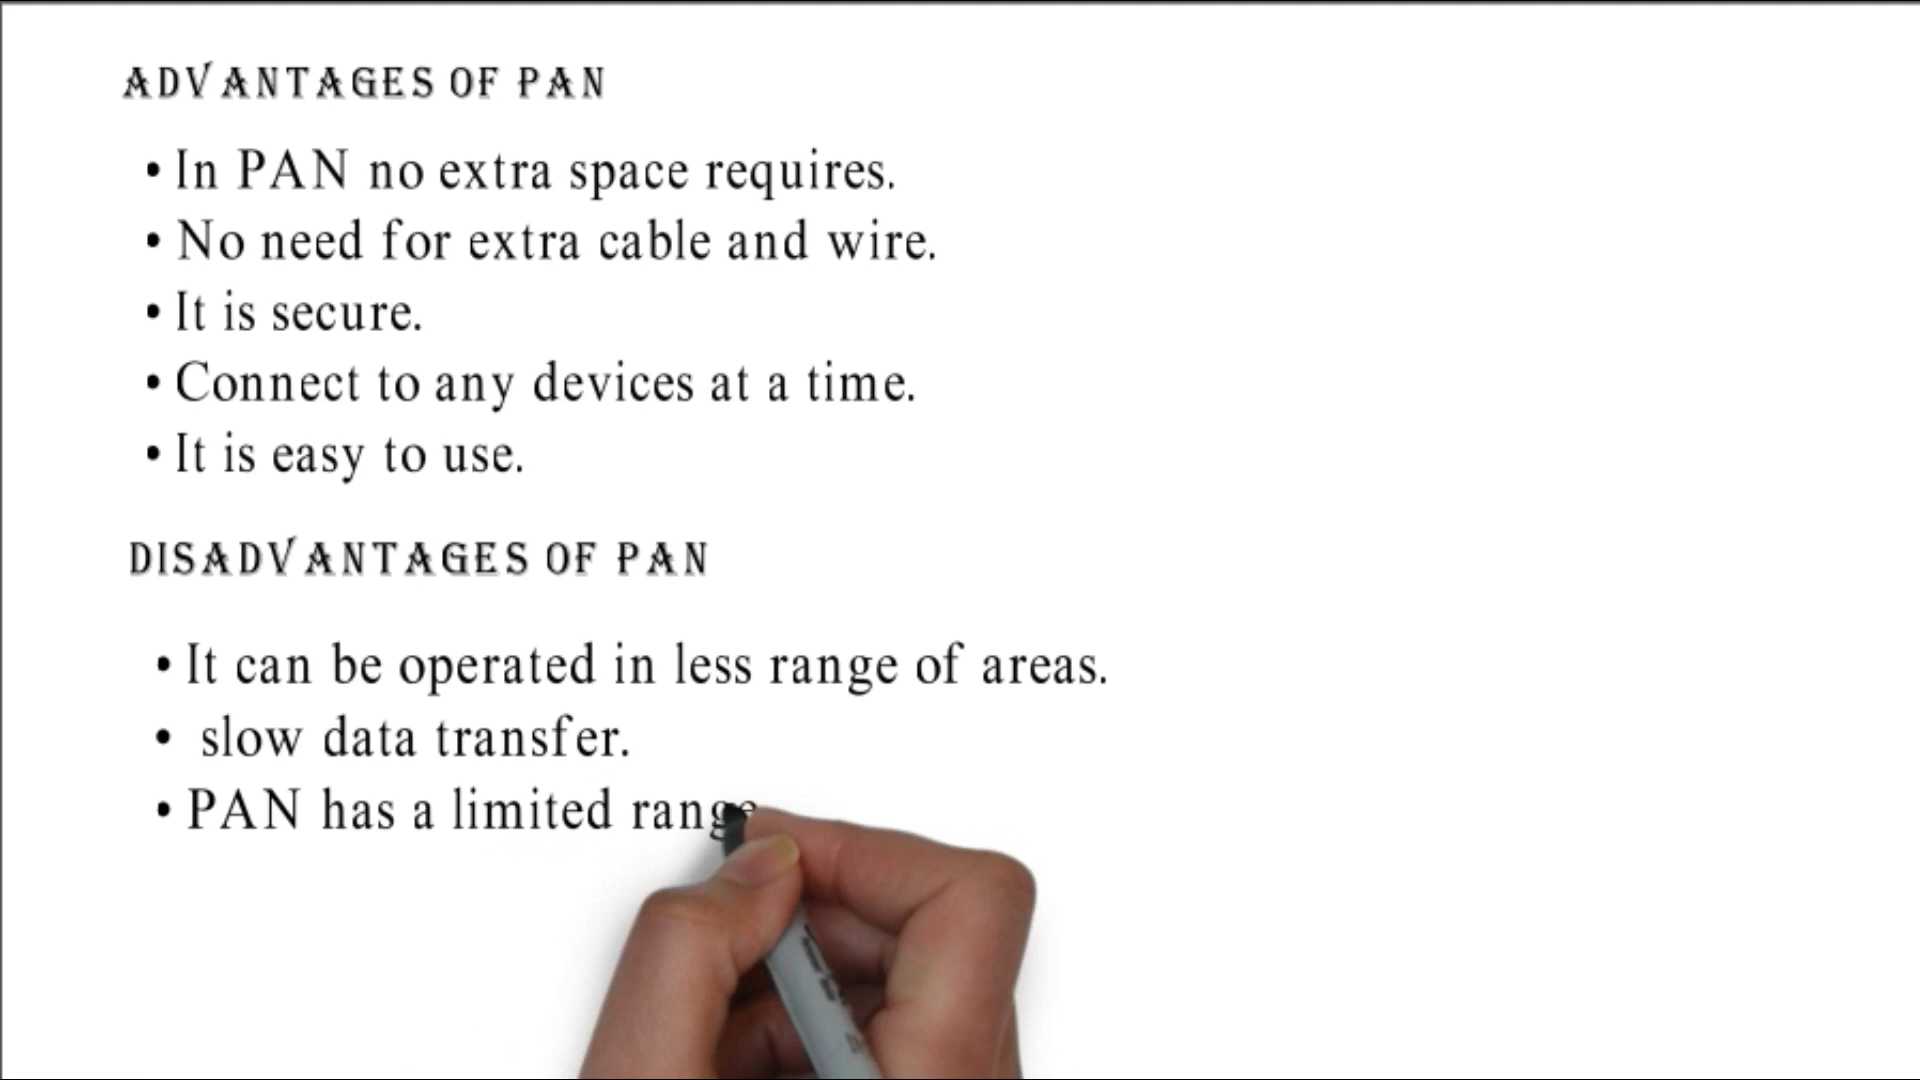 ADVANTAGES OF PAN
• In PAN no extra space requires.
• No need for extra cable and wire.
• It is secure.
• Connect to any devices at a time.
• It is easy to use.
DISADVANTAGES OF PAN
• It can be operated in less range of areas.
• slow data transfer.
• PAN has a limited range